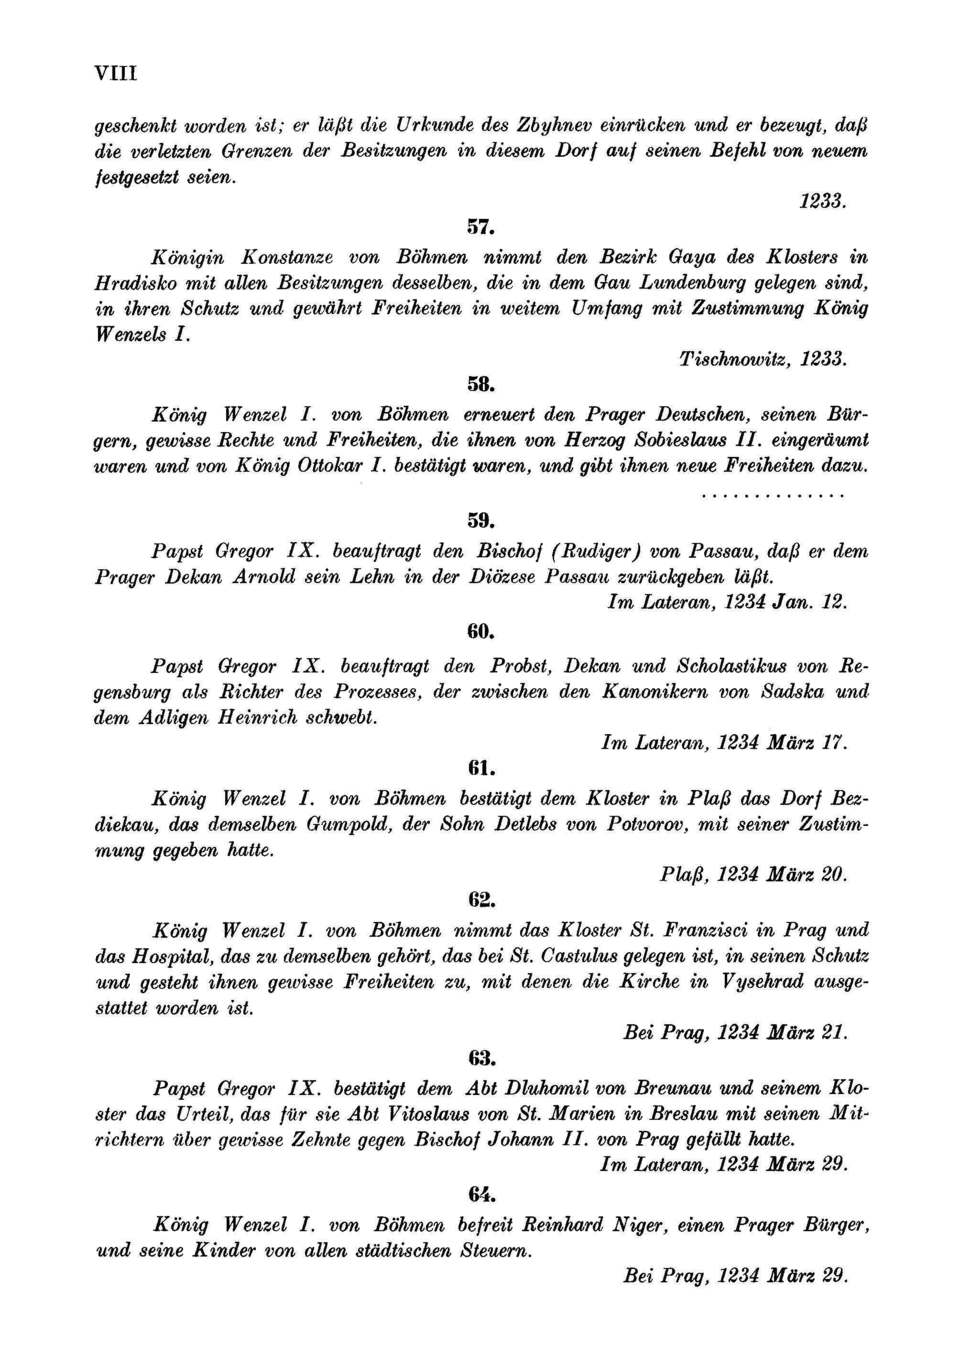 VIII
geschenkt worden ist; er läßt die Urkunde des Zbyhnev einrücken und er bezeugt, daß
die verletzten Grenzen der Besitzungen in diesem Dorf auf seinen Befehl von neuem
festgesetzt seien.
1233.
57.
Königin Konstanze von Böhmen nimmt den Bezirk Gaya des Klosters in
Hradisko mit allen Besitzungen desselben, die in dem Gau Lundenburg gelegen sind,
in ihren Schutz und gewährt Freiheiten in weitem Umfang mit Zustimmung König
Wenzels I.
Tischnowitz, 1233.
58.
König Wenzel I. von Böhmen erneuert den Prager Deutschen, seinen Bür-
gern, gewisse Rechte und Freiheiten, die ihnen von Herzog Sobieslaus II. eingeräumt
waren und von König Ottokar I. bestätigt waren, und gibt ihnen neue Freiheiten dazu.
. . . . . . . . . . . . . .
59.
Papst Gregor IX. beauftragt den Bischof (Rudiger) von Passau, daß er dem
Prager Dekan Arnold sein Lehn in der Diözese Passau zurückgeben läßt.
Im Lateran, 1234 Jan. 12.
60.
Papst Gregor IX. beauftragt den Probst, Dekan und Scholastikus von Re-
gensburg als Richter des Prozesses, der zwischen den Kanonikern von Sadska und
dem Adligen Heinrich schwebt.
Im Lateran, 1234 März 17.
61.
König Wenzel I. von Böhmen bestätigt dem Kloster in Plaß das Dorf Bez-
diekau, das demselben Gumpold, der Sohn Detlebs von Potvorov, mit seiner Zustim-
mung gegeben hatte.
Plaß, 1234 März 20.
62.
König Wenzel I. von Böhmen nimmt das Kloster St. Franzisci in Prag und
das Hospital, das zu demselben gehört, das bei St. Castulus gelegen ist, in seinen Schutz
und gesteht ihnen gewisse Freiheiten zu, mit denen die Kirche in Vysehrad ausge-
stattet worden ist.
Bei Prag, 1234 März 21.
63.
Papst Gregor IX. bestätigt dem Abt Dluhomil von Breunau und seinem Klo-
ster das Urteil, das für sie Abt Vitoslaus von St. Marien in Breslau mit seinen Mit-
richtern über gewisse Zehnte gegen Bischof Johann II. von Prag gefällt hatte.
Im Lateran, 1234 März 29.
64.
König Wenzel I. von Böhmen befreit Reinhard Niger, einen Prager Bürger,
und seine Kinder von allen städtischen Steuern.
Bei Prag, 1234 März 29.